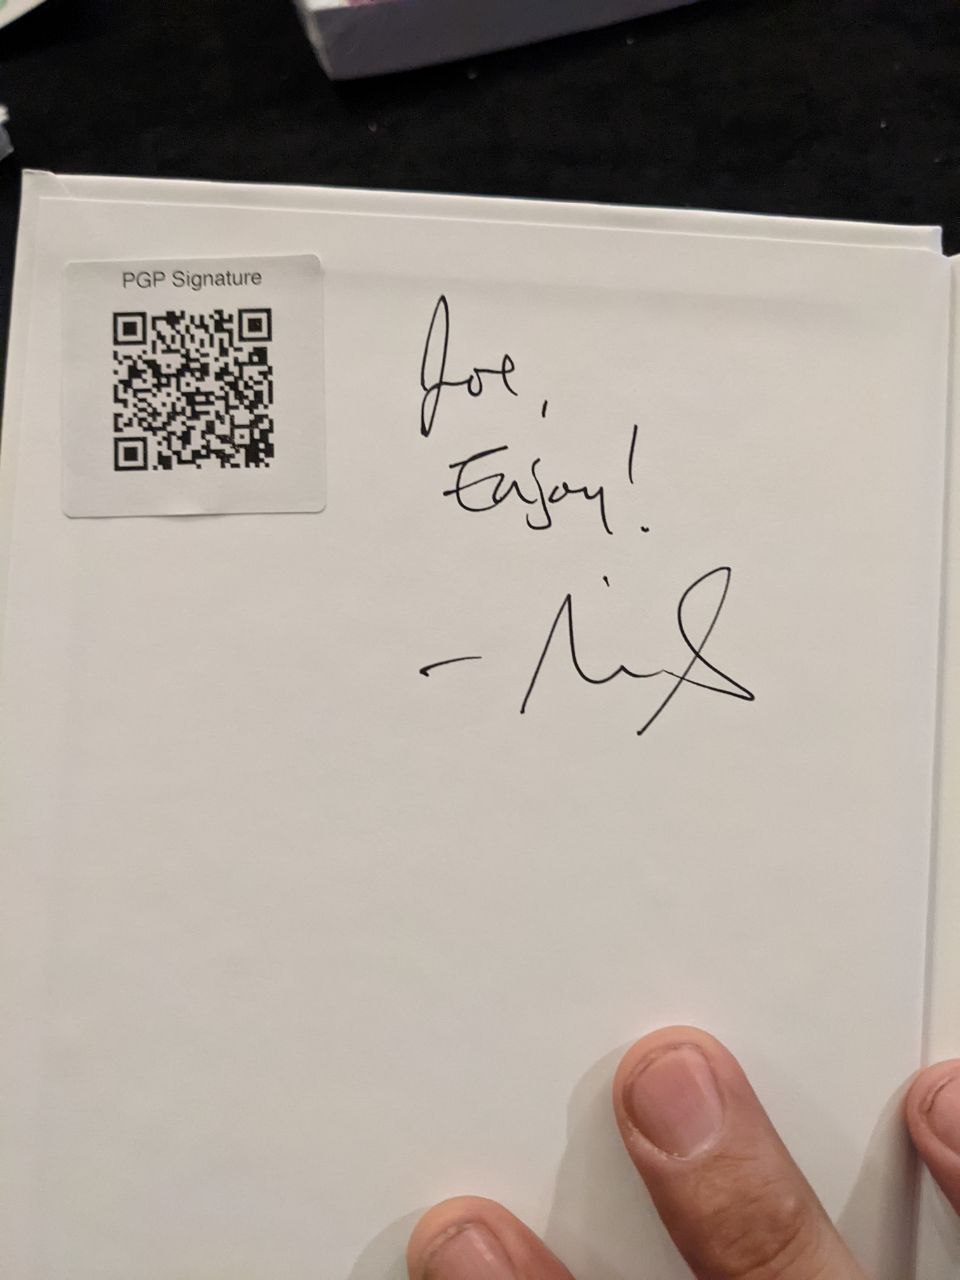 PGP Signature
Joe,
Enjoy!